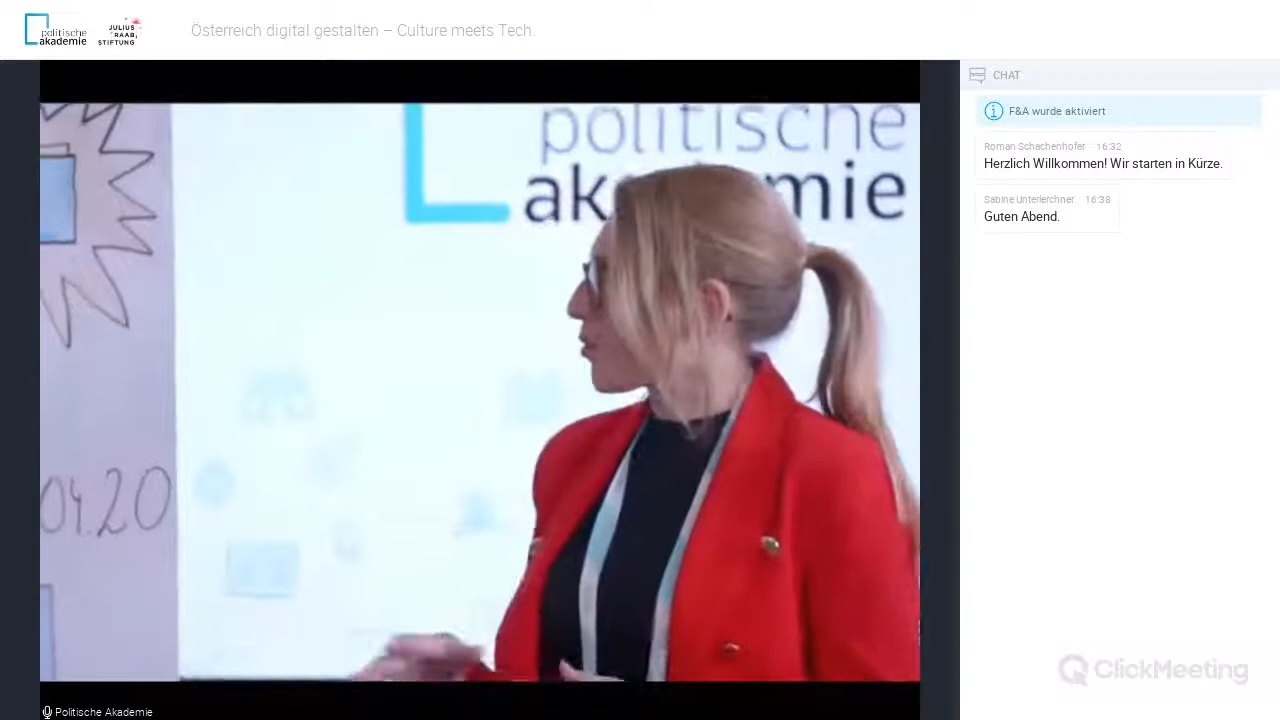 politische
akademie
JULIUS
RAAB
STIFTUNG
Österreich digital gestalten – Culture meets Tech.
CHAT
F&A wurde aktiviert
Roman Schachenhofer 16:32
Herzlich Willkommen! Wir starten in Kürze.
Sabine Unterlerchner 16:38
Guten Abend.
politische
ak mie
04.20
ClickMeeting
Politische Akademie